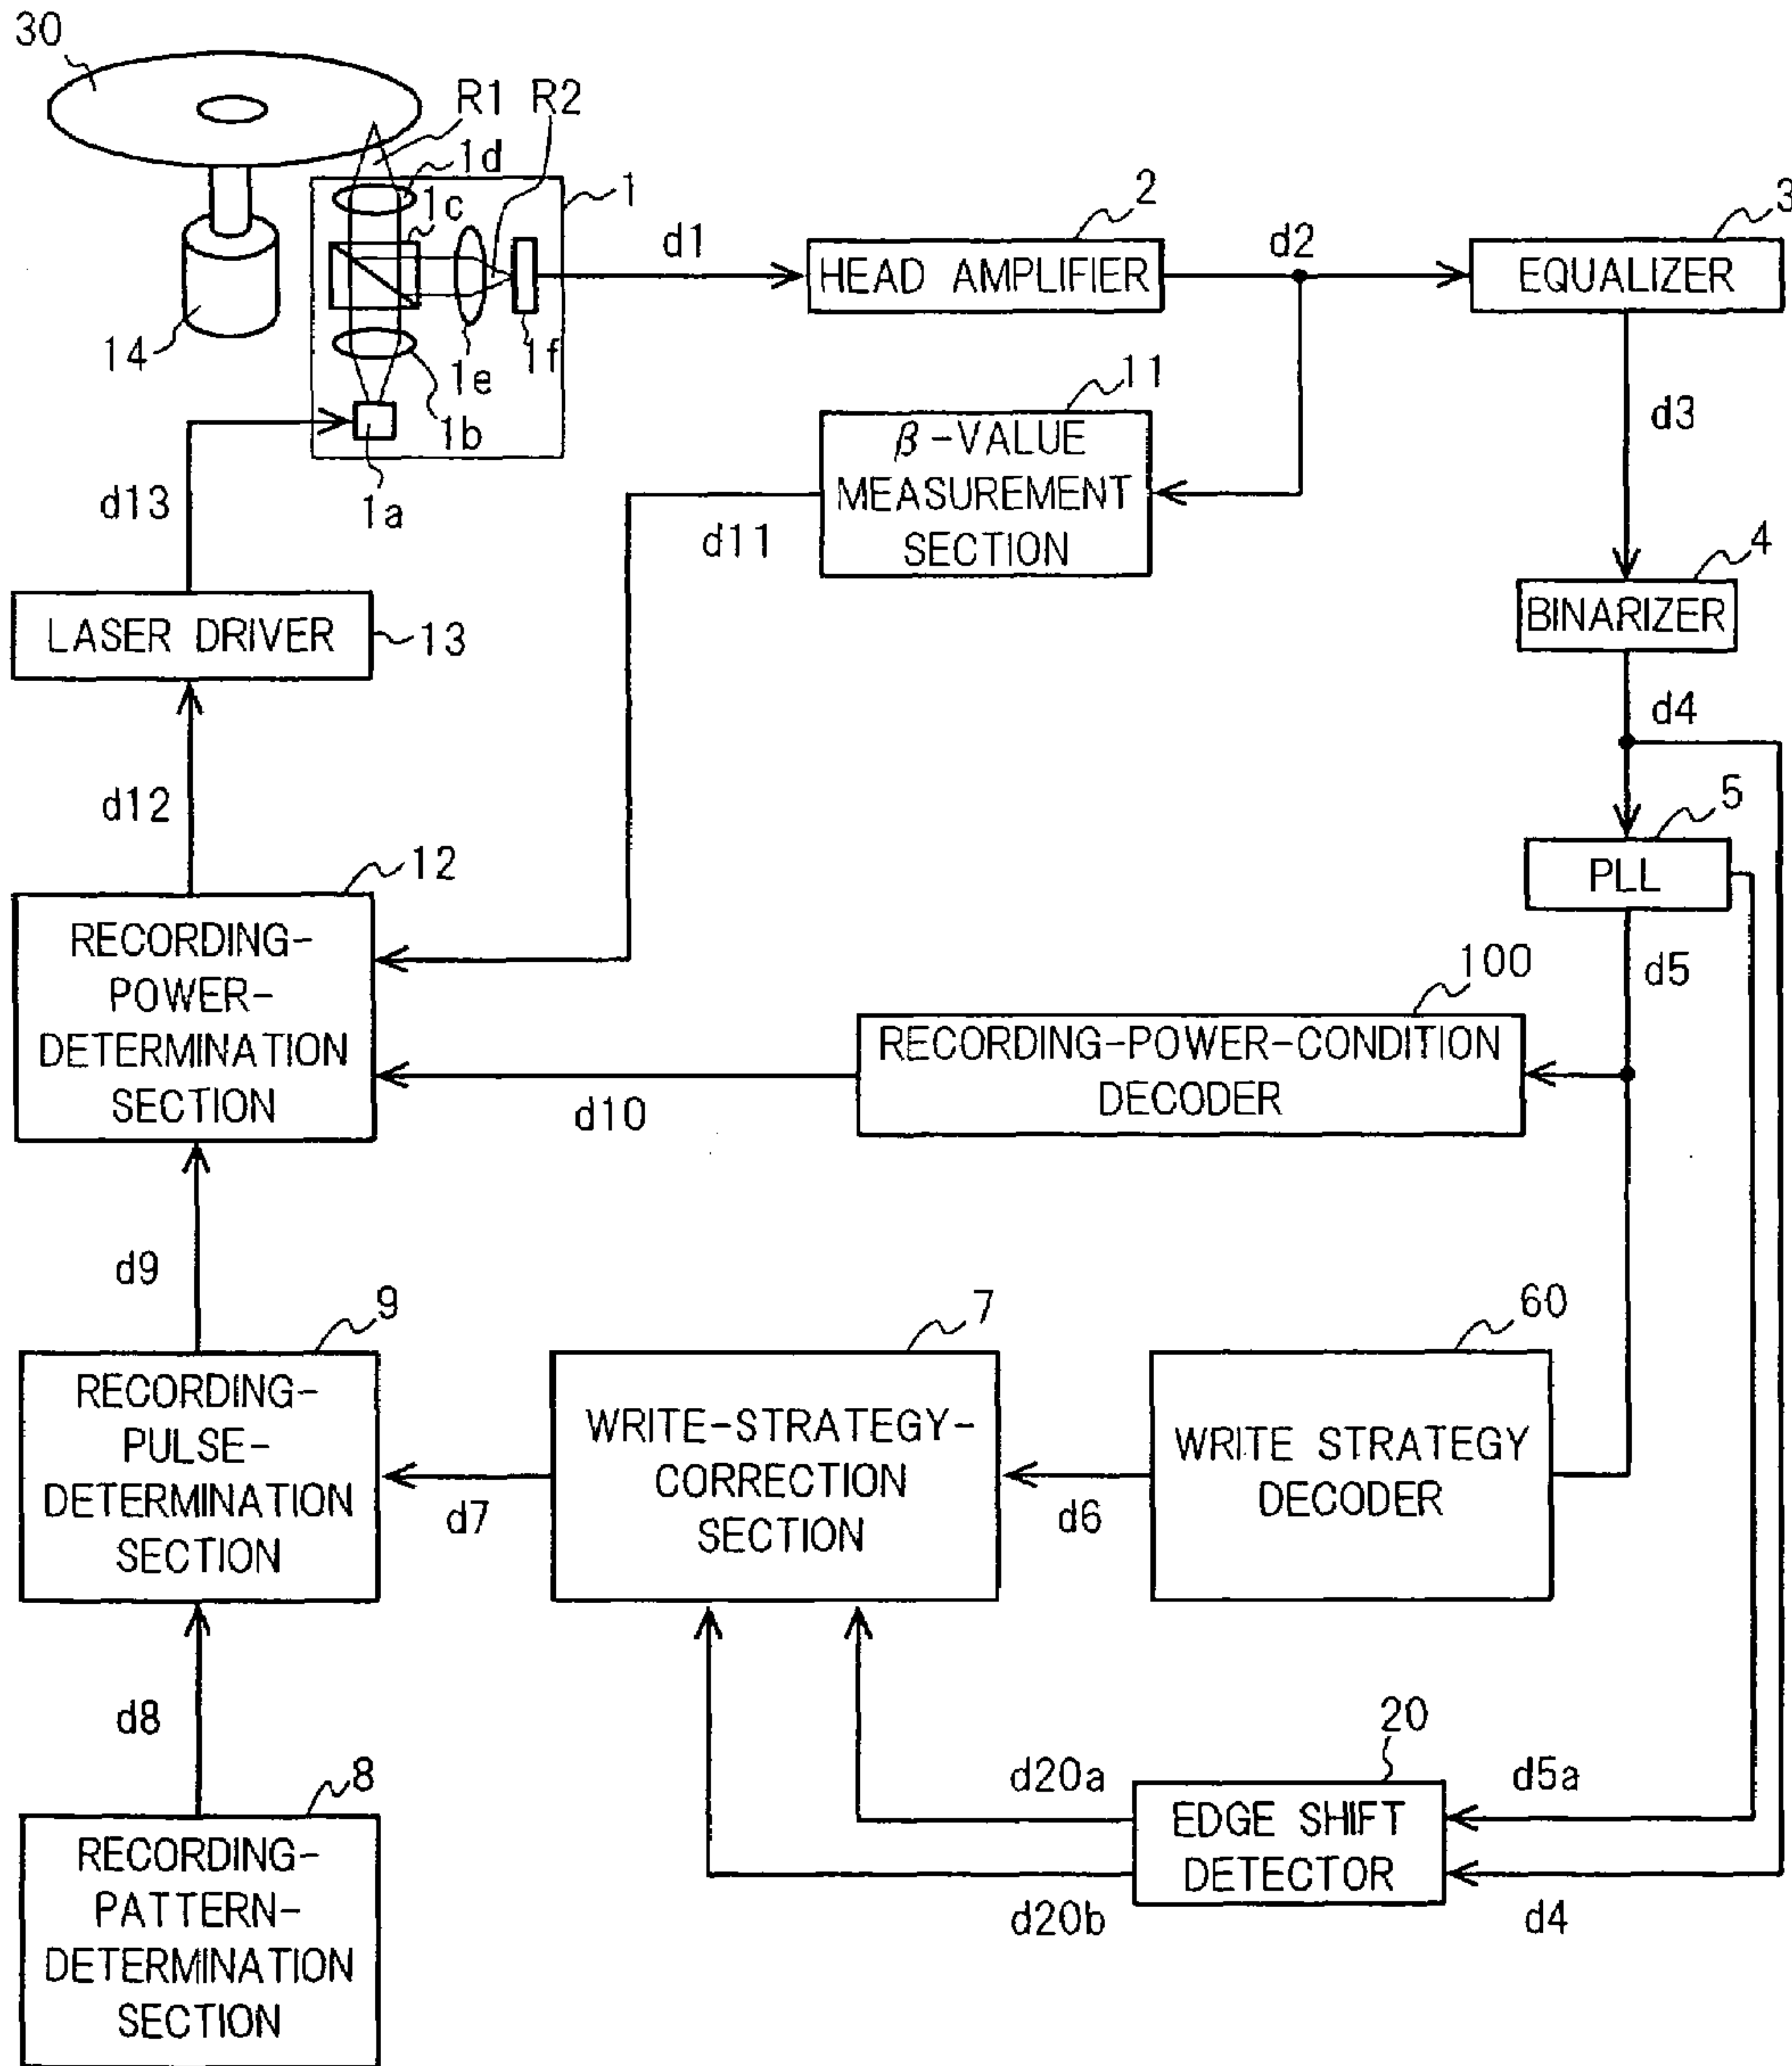 30
R1 R2
1d
1c
1
2
3
d1
HEAD AMPLIFIER
d2
EQUALIZER
14
1e
1f
1b
1a
11
β-VALUE
MEASUREMENT
SECTION
d3
d13
d11
4
LASER DRIVER
13
BINARIZER
d4
d12
5
PLL
12
RECORDING-
POWER-
DETERMINATION
SECTION
100
d5
RECORDING-POWER-CONDITION
DECODER
d10
d9
9
7
60
RECORDING-
PULSE-
DETERMINATION
SECTION
d7
WRITE-STRATEGY-
CORRECTION
SECTION
d6
WRITE STRATEGY
DECODER
d8
20
d20a
d5a
8
EDGE SHIFT
DETECTOR
d20b
d4
RECORDING-
PATTERN-
DETERMINATION
SECTION